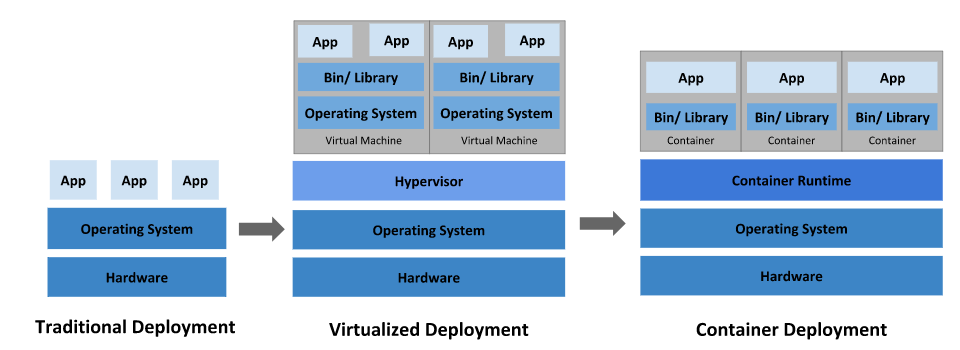 App
App
App
Operating System
Hardware
Traditional Deployment
App
App
App
App
Bin/ Library
Bin/ Library
Operating System
Operating System
Virtual Machine
Virtual Machine
Hypervisor
Operating System
Hardware
Virtualized Deployment
App
App
App
Bin/ Library
Bin/ Library
Bin/ Library
Container
Container
Container
Container Runtime
Operating System
Hardware
Container Deployment